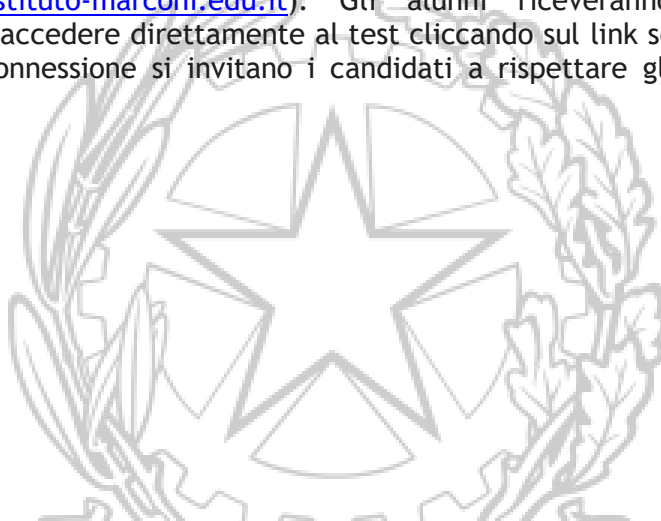 stituto-marconi.edu.it). Gli alunni riceveranno
accedere direttamente al test cliccando sul link s
onnessione si invitano i candidati a rispettare gl